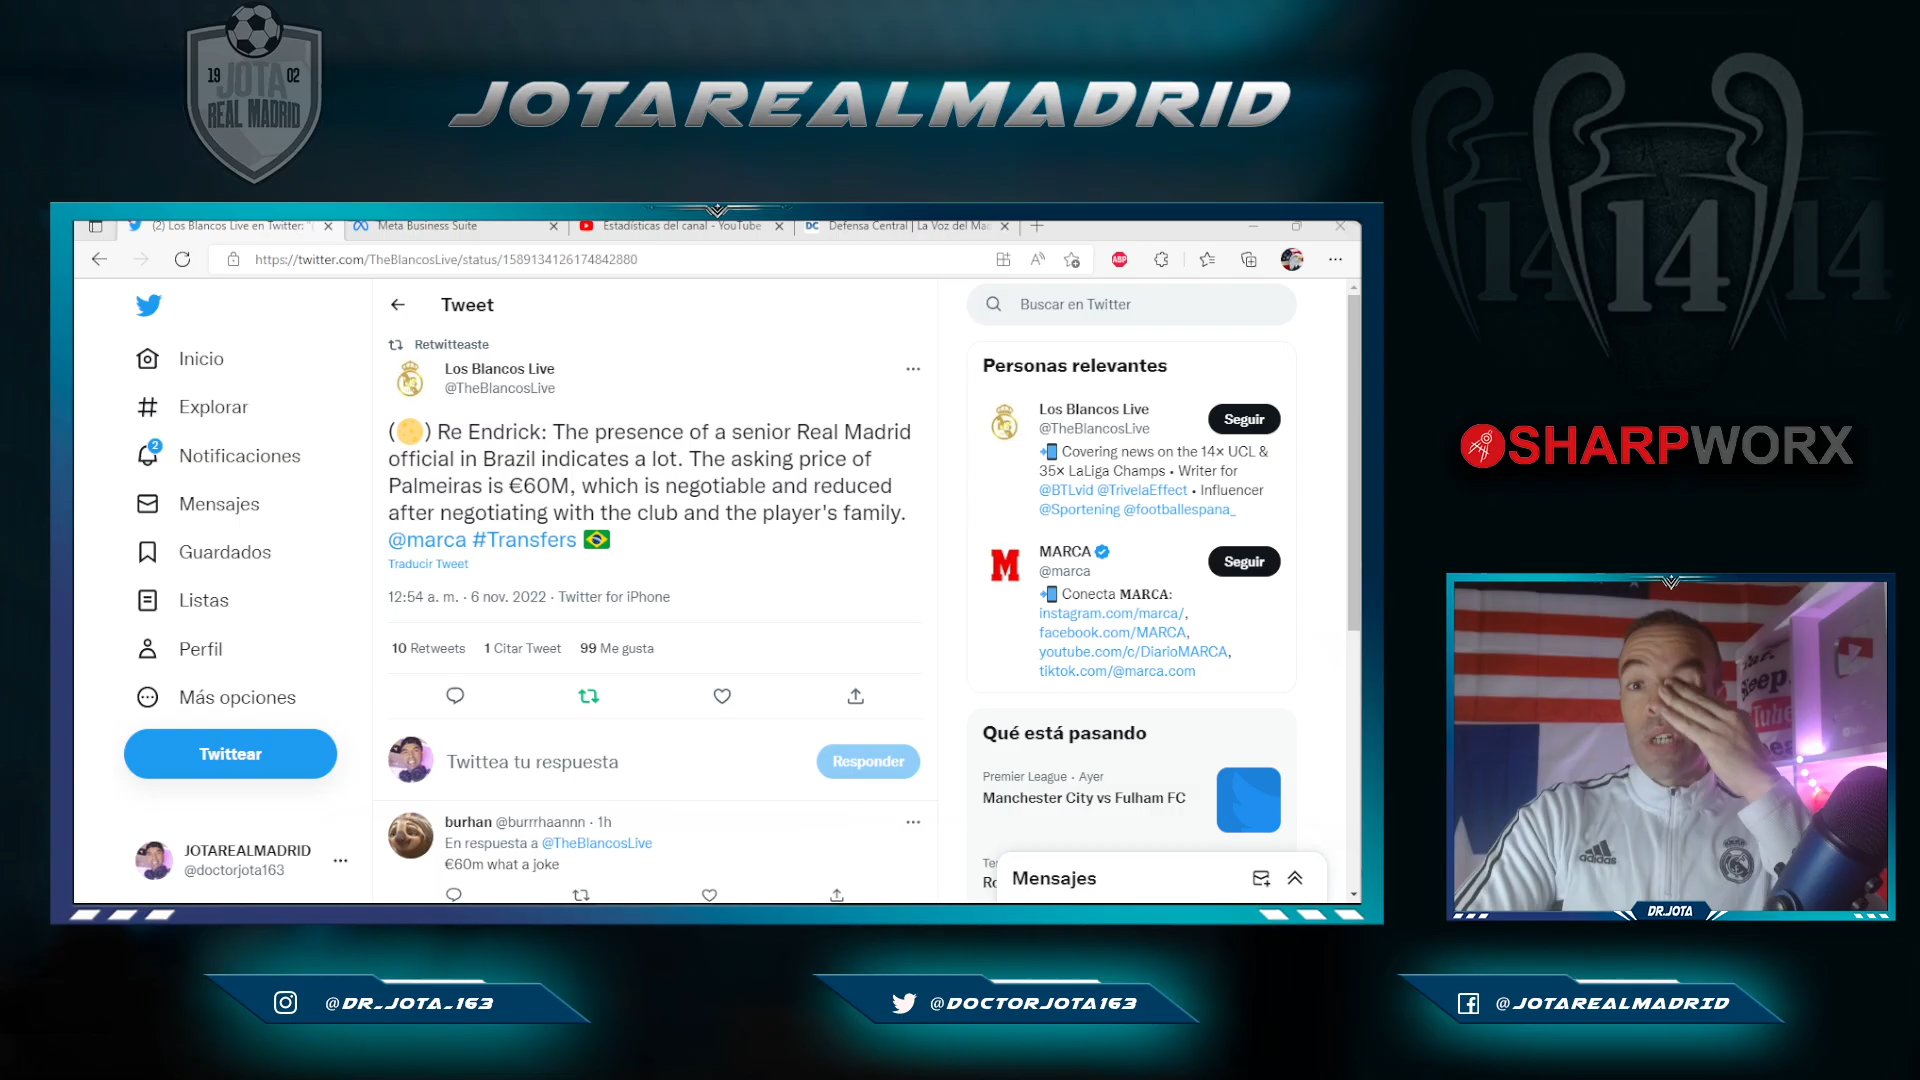 19 JOTA 02
REAL MADRID
JOTAREALMADRID
14 14 14
SHARPWORX
(2) Los Blancos Live en Twitter: "(
Meta Business Suite
Estadísticas del canal - YouTube
DC Defensa Central | La Voz del Mad
https://twitter.com/TheBlancosLive/status/1589134126174842880
ABP
Inicio
Explorar
2
Notificaciones
Mensajes
Guardados
Listas
Perfil
Más opciones
Twittear
JOTAREALMADRID
@doctorjota163
Tweet
Retwitteaste
Los Blancos Live
@TheBlancosLive
() Re Endrick: The presence of a senior Real Madrid
official in Brazil indicates a lot. The asking price of
Palmeiras is €60M, which is negotiable and reduced
after negotiating with the club and the player's family.
@marca #Transfers
Traducir Tweet
12:54 a. m. · 6 nov. 2022 · Twitter for iPhone
10 Retweets 1 Citar Tweet 99 Me gusta
Twittea tu respuesta
Responder
burhan @burrrhaannn · 1h
En respuesta a @TheBlancosLive
€60m what a joke
Buscar en Twitter
Personas relevantes
Los Blancos Live
@TheBlancosLive
Seguir
Covering news on the 14× UCL &
35× LaLiga Champs • Writer for
@BTLvid @TrivelaEffect • Influencer
@Sportening @footballespana_
M
MARCA
@marca
Seguir
Conecta MARCA:
instagram.com/marca/,
facebook.com/MARCA,
youtube.com/c/DiarioMARCA,
tiktok.com/@marca.com
Qué está pasando
Premier League · Ayer
Manchester City vs Fulham FC
Mensajes
Keep
Tube
adidas
DR.JOTA
@DR_JOTA_163
@DOCTORJOTA163
@JOTAREALMADRID